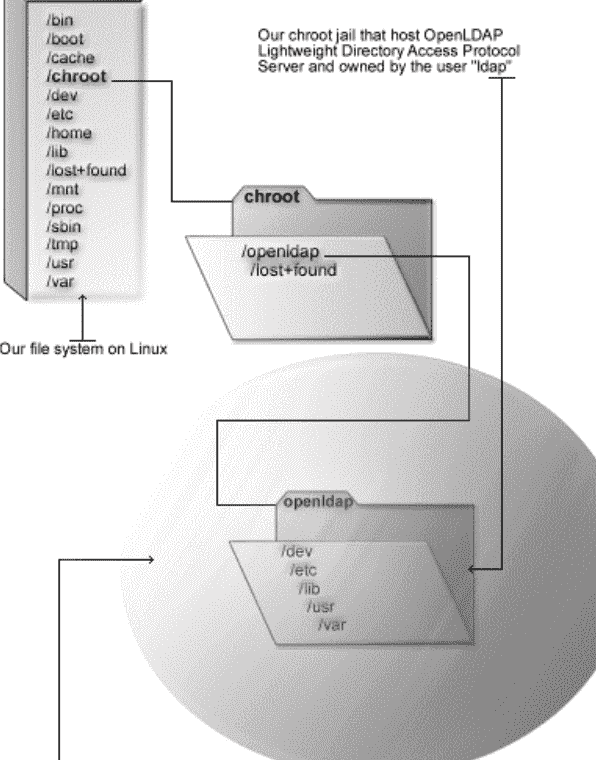 /bin
/boot
/cache
/chroot
/dev
/etc
/home
/lib
/lost+found
/mnt
/proc
/sbin
/tmp
/usr
/var
Our file system on Linux
Our chroot jail that host OpenLDAP
Lightweight Directory Access Protocol
Server and owned by the user "ldap"
chroot
/openldap
/lost+found
openldap
/dev
/etc
/lib
/usr
/var